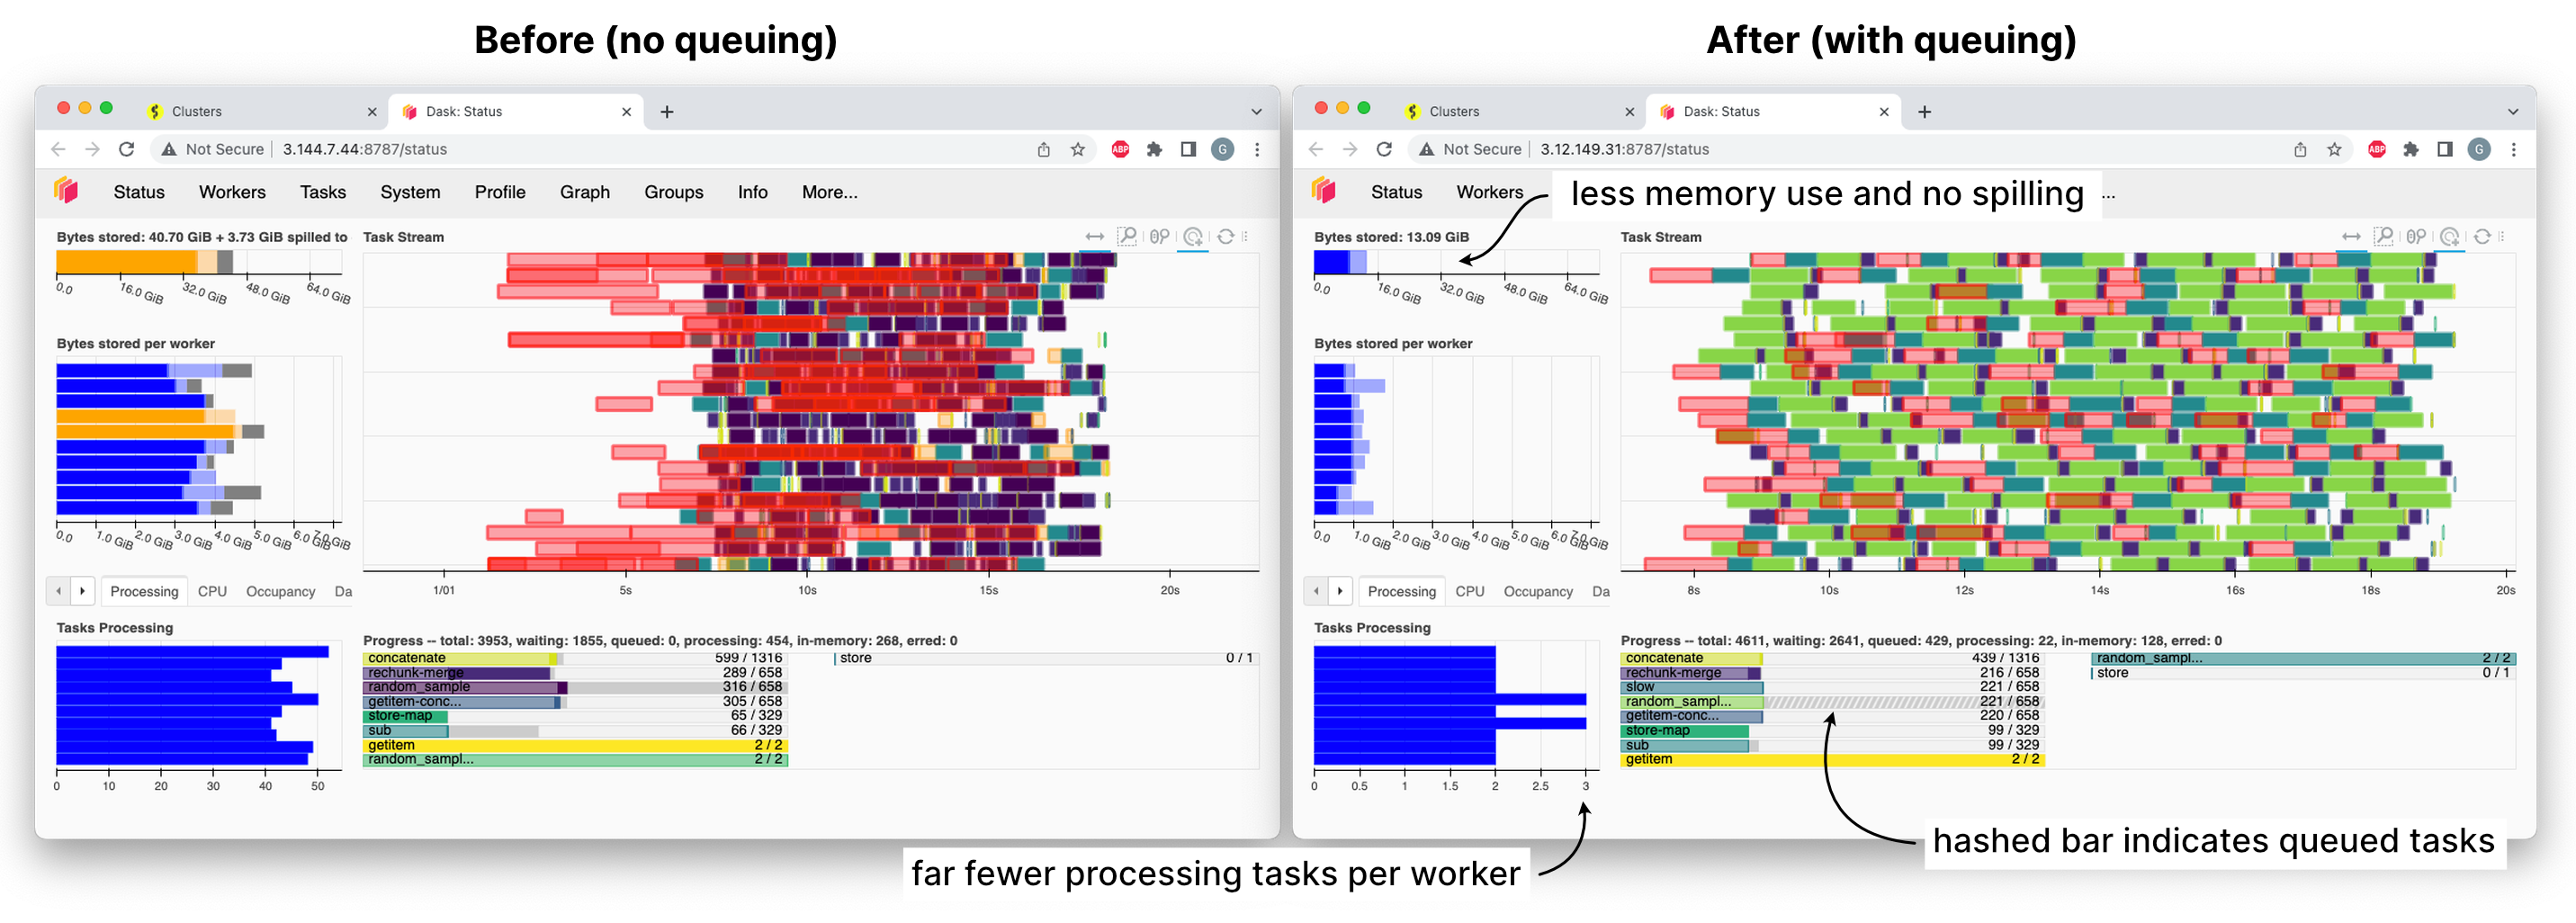 Before (no queuing)
After (with queuing)
Clusters
Dask: Status
Not Secure
3.144.7.44:8787/status
ABP
G
Status Workers Tasks System Profile Graph Groups Info More...
Bytes stored: 40.70 GiB + 3.73 GiB spilled to
0.0 16.0 GiB 32.0 GiB 48.0 GiB 64.0 GiB
Bytes stored per worker
0.0 1.0 GiB 2.0 GiB 3.0 GiB 4.0 GiB 5.0 GiB 6.0 GiB 7.0 GiB
Processing CPU Occupancy Da
Tasks Processing
0 10 20 30 40 50
Task Stream
1/01 5s 10s 15s 20s
Progress -- total: 3953, waiting: 1855, queued: 0, processing: 454, in-memory: 268, erred: 0
concatenate 599 / 1316
rechunk-merge 289 / 658
random_sample 316 / 658
getitem-conc... 305 / 658
store-map 65 / 329
sub 66 / 329
getitem 2 / 2
random_sampl... 2 / 2
store 0 / 1
Clusters
Dask: Status
Not Secure
3.12.149.31:8787/status
ABP
G
Status Workers ...
less memory use and no spilling
Bytes stored: 13.09 GiB
0.0 16.0 GiB 32.0 GiB 48.0 GiB 64.0 GiB
Bytes stored per worker
0.0 1.0 GiB 2.0 GiB 3.0 GiB 4.0 GiB 5.0 GiB 6.0 GiB 7.0 GiB
Processing CPU Occupancy Da
Tasks Processing
0 0.5 1 1.5 2 2.5 3
Task Stream
8s 10s 12s 14s 16s 18s 20s
Progress -- total: 4611, waiting: 2641, queued: 429, processing: 22, in-memory: 128, erred: 0
concatenate 439 / 1316
rechunk-merge 216 / 658
slow 221 / 658
random_sampl... 221 / 658
getitem-conc... 220 / 658
store-map 99 / 329
sub 99 / 329
getitem 2 / 2
random_sampl... 2 / 2
store 0 / 1
far fewer processing tasks per worker
hashed bar indicates queued tasks